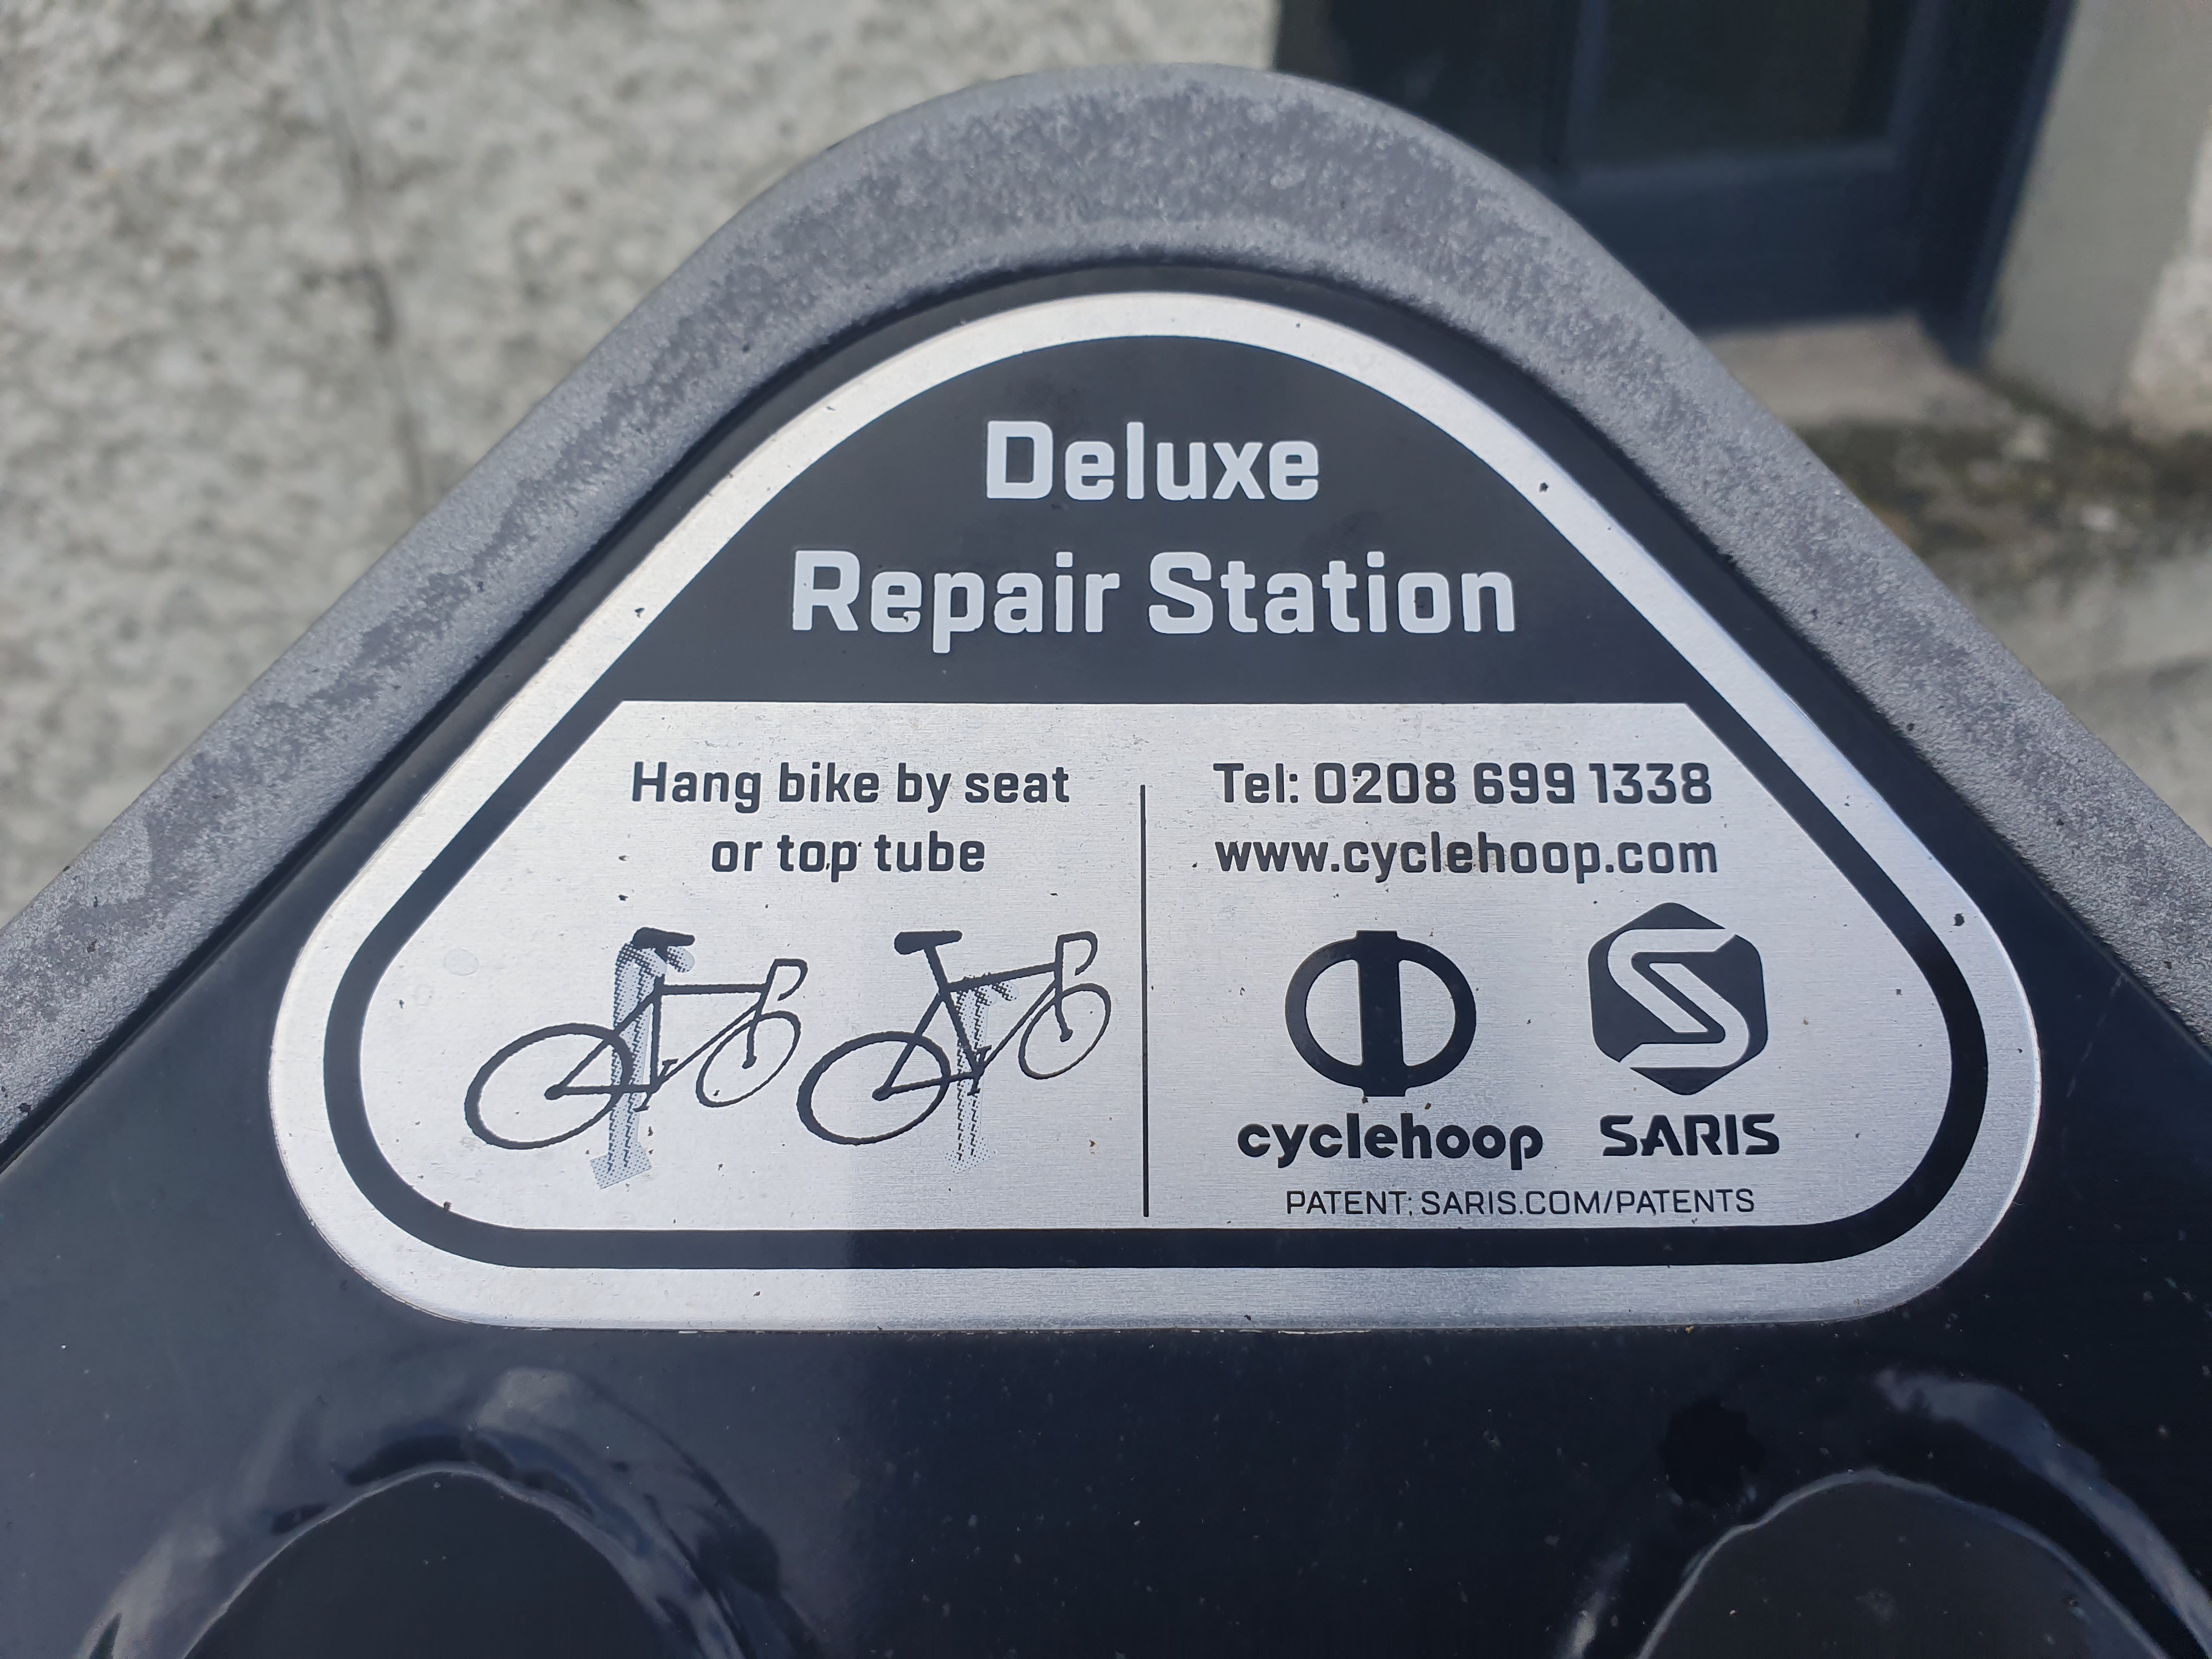 Deluxe
Repair Station
Hang bike by seat
or top tube
Tel: 0208 699 1338
www.cyclehoop.com
cyclehoop
SARIS
PATENT: SARIS.COM/PATENTS